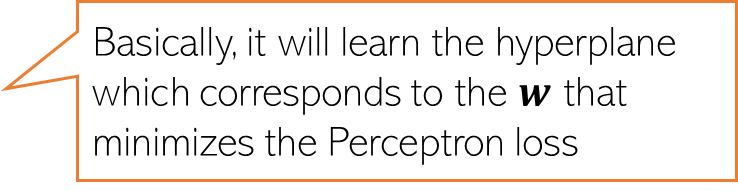 Basically, it will learn the hyperplane
which corresponds to the w that
minimizes the Perceptron loss